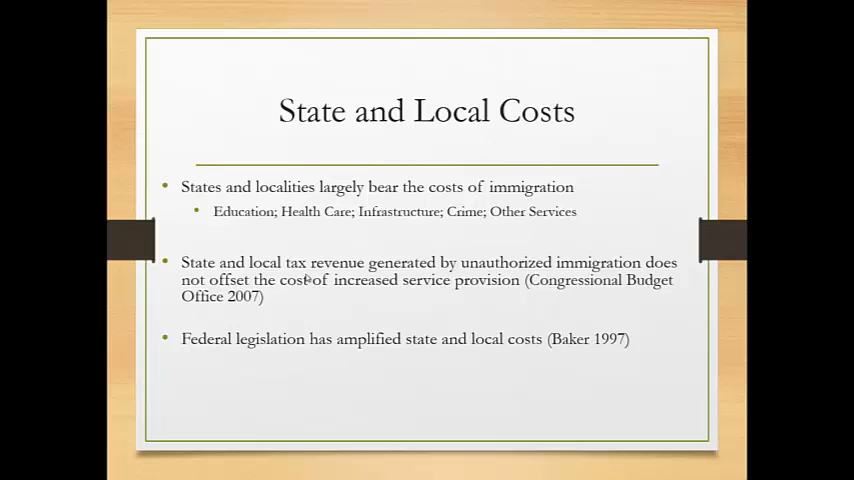 State and Local Costs
• States and localities largely bear the costs of immigration
• Education; Health Care; Infrastructure; Crime; Other Services
• State and local tax revenue generated by unauthorized immigration does
not offset the cost of increased service provision (Congressional Budget
Office 2007)
• Federal legislation has amplified state and local costs (Baker 1997)